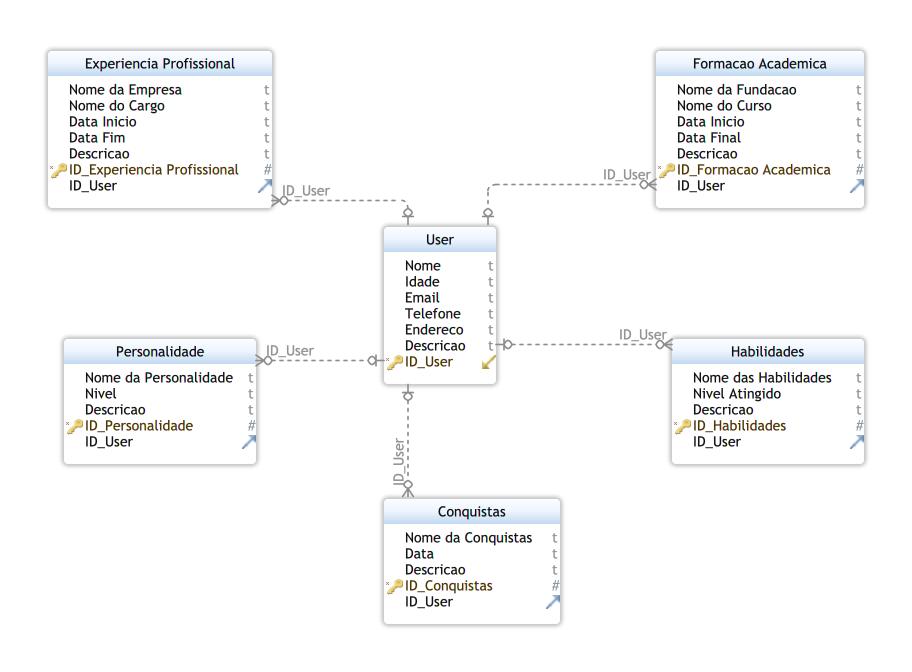 Experiencia Profissional
Nome da Empresa t
Nome do Cargo t
Data Inicio t
Data Fim t
Descricao t
ID_Experiencia Profissional #
ID_User
Formacao Academica
Nome da Fundacao t
Nome do Curso t
Data Inicio t
Data Final t
Descricao t
ID_Formacao Academica #
ID_User
ID_User
ID_User
User
Nome t
Idade t
Email t
Telefone t
Endereco t
Descricao t
ID_User
ID_User
ID_User
Personalidade
Nome da Personalidade t
Nivel t
Descricao t
ID_Personalidade #
ID_User
Habilidades
Nome das Habilidades t
Nivel Atingido t
Descricao t
ID_Habilidades #
ID_User
ID_User
Conquistas
Nome da Conquistas t
Data t
Descricao t
ID_Conquistas #
ID_User